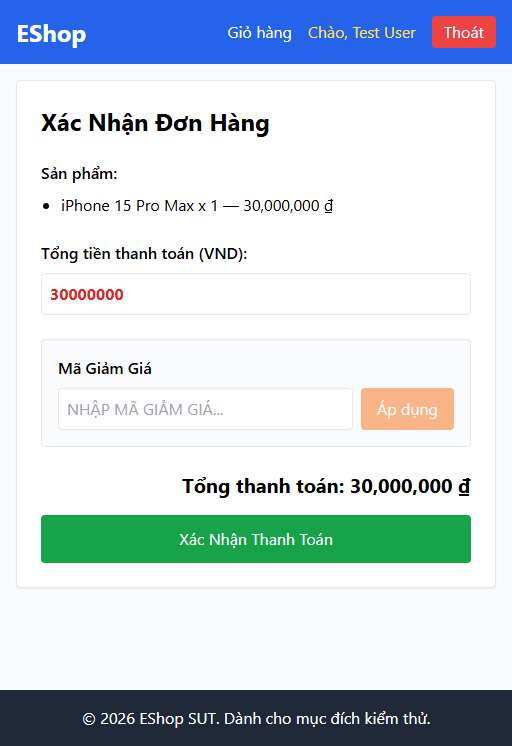 EShop
Giỏ hàng
Chào, Test User
Thoát
Xác Nhận Đơn Hàng
Sản phẩm:
• iPhone 15 Pro Max x 1 — 30,000,000 ₫
Tổng tiền thanh toán (VND):
30000000
Mã Giảm Giá
NHẬP MÃ GIẢM GIÁ...
Áp dụng
Tổng thanh toán: 30,000,000 ₫
Xác Nhận Thanh Toán
© 2026 EShop SUT. Dành cho mục đích kiểm thử.